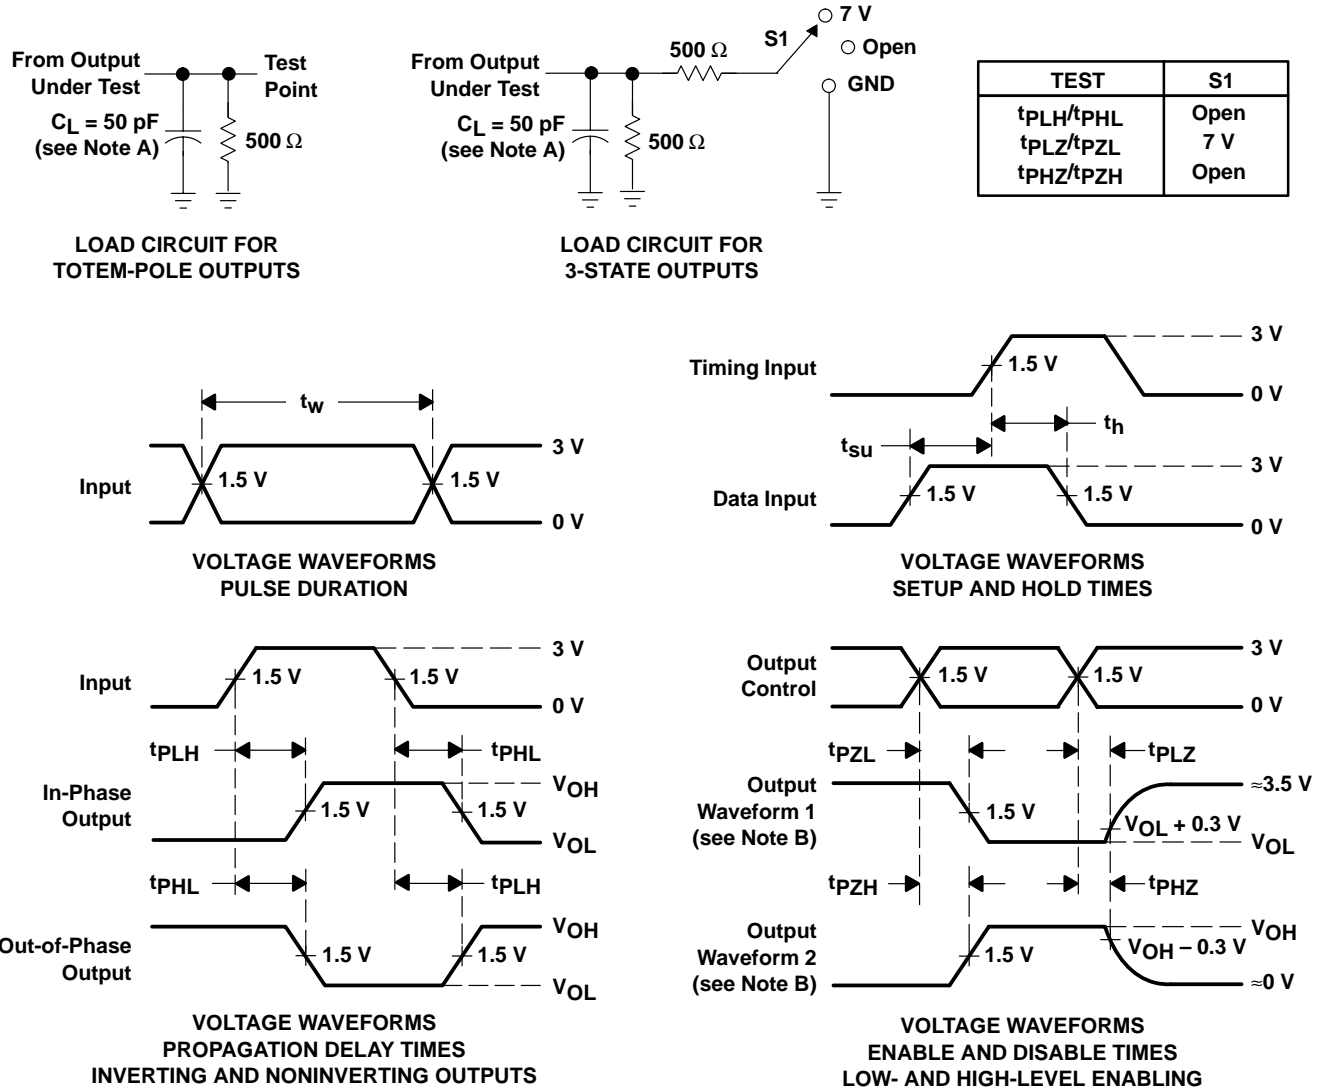 From Output
Under Test
Test
Point
CL = 50 pF
(see Note A)
500 Ω
LOAD CIRCUIT FOR
TOTEM-POLE OUTPUTS
From Output
Under Test
CL = 50 pF
(see Note A)
500 Ω
500 Ω
S1
7 V
Open
GND
LOAD CIRCUIT FOR
3-STATE OUTPUTS
TEST S1
tPLH/tPHL Open
tPLZ/tPZL 7 V
tPHZ/tPZH Open
tw
Input
1.5 V
1.5 V
3 V
0 V
VOLTAGE WAVEFORMS
PULSE DURATION
Timing Input
1.5 V
3 V
0 V
tsu
th
Data Input
1.5 V
1.5 V
3 V
0 V
VOLTAGE WAVEFORMS
SETUP AND HOLD TIMES
Input
1.5 V
1.5 V
3 V
0 V
tPLH
tPHL
In-Phase
Output
1.5 V
1.5 V
VOH
VOL
tPHL
tPLH
Out-of-Phase
Output
1.5 V
1.5 V
VOH
VOL
VOLTAGE WAVEFORMS
PROPAGATION DELAY TIMES
INVERTING AND NONINVERTING OUTPUTS
Output
Control
1.5 V
1.5 V
3 V
0 V
tPZL
tPLZ
Output
Waveform 1
(see Note B)
1.5 V
VOL + 0.3 V
≈3.5 V
VOL
tPZH
tPHZ
Output
Waveform 2
(see Note B)
1.5 V
VOH − 0.3 V
VOH
≈0 V
VOLTAGE WAVEFORMS
ENABLE AND DISABLE TIMES
LOW- AND HIGH-LEVEL ENABLING